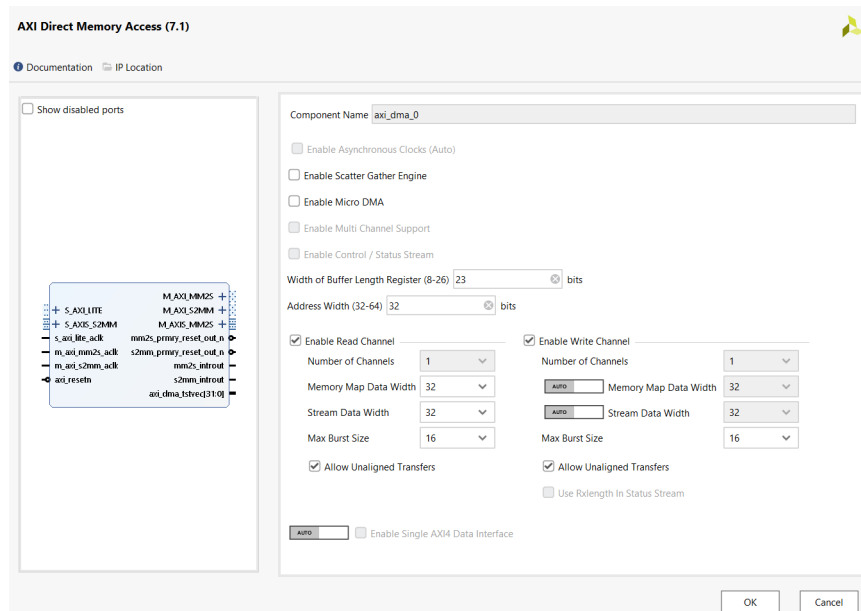 AXI Direct Memory Access (7.1)
Documentation IP Location
Show disabled ports
S_AXI_LITE
S_AXIS_S2MM
s_axi_lite_aclk
m_axi_mm2s_aclk
m_axi_s2mm_aclk
axi_resetn
M_AXI_MM2S
M_AXI_S2MM
M_AXIS_MM2S
mm2s_prmry_reset_out_n
s2mm_prmry_reset_out_n
mm2s_introut
s2mm_introut
axi_dma_tstvec[31:0]
Component Name axi_dma_0
Enable Asynchronous Clocks (Auto)
Enable Scatter Gather Engine
Enable Micro DMA
Enable Multi Channel Support
Enable Control / Status Stream
Width of Buffer Length Register (8-26) 23 bits
Address Width (32-64) 32 bits
Enable Read Channel
Number of Channels 1
Memory Map Data Width 32
Stream Data Width 32
Max Burst Size 16
Allow Unaligned Transfers
Enable Write Channel
Number of Channels 1
AUTO Memory Map Data Width 32
AUTO Stream Data Width 32
Max Burst Size 16
Allow Unaligned Transfers
Use Rxlength In Status Stream
AUTO Enable Single AXI4 Data Interface
OK Cancel